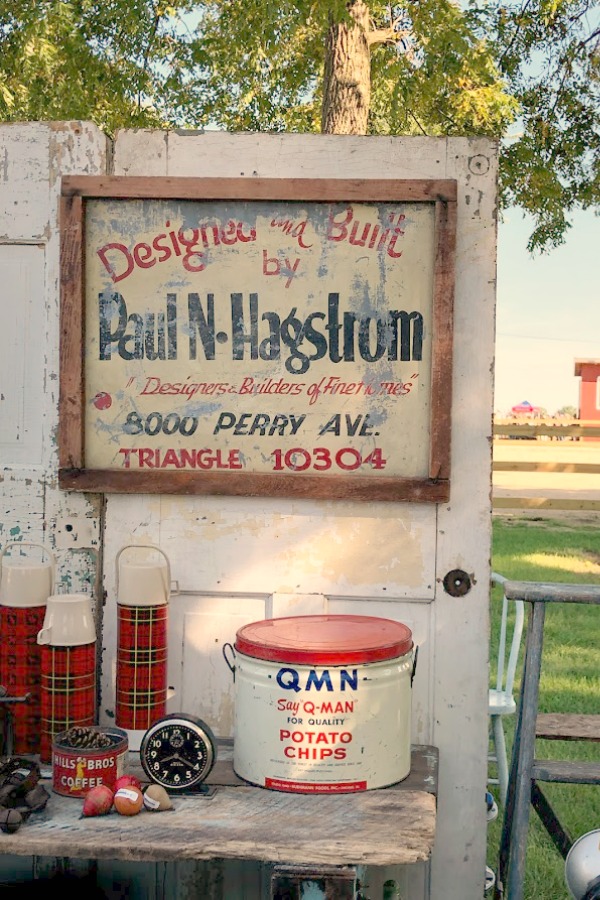 Designed and Built
by
Paul N. Hagstrom
"Designers & Builders of Fine Homes"
8000 PERRY AVE.
TRIANGLE 10304
QMN
Say "Q-MAN"
FOR QUALITY
POTATO
CHIPS
HILLS BROS
COFFEE